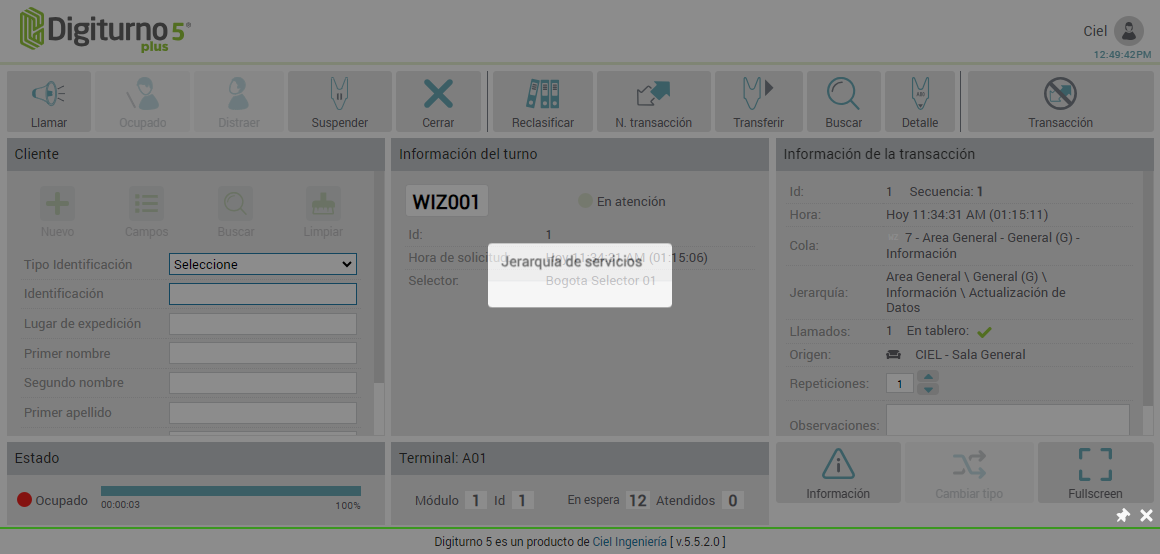 Digiturno 5®
plus
Ciel
12:49:42PM
Llamar
Ocupado
Distraer
Suspender
Cerrar
Reclasificar
N. transacción
Transferir
Buscar
Detalle
Transacción
Cliente
Nuevo
Campos
Buscar
Limpiar
Tipo Identificación Seleccione
Identificación
Lugar de expedición
Primer nombre
Segundo nombre
Primer apellido
Información del turno
WIZ001 En atención
Id: 1
Hora de solicitud: Hoy 11:34:31 AM (01:15:06)
Selector: Bogota Selector 01
Jerarquía de servicios
Información de la transacción
Id: 1 Secuencia: 1
Hora: Hoy 11:34:31 AM (01:15:11)
Cola: 7 - Area General - General (G) -
Información
Jerarquía: Area General \ General (G) \
Información \ Actualización de
Datos
Llamados: 1 En tablero:
Origen: CIEL - Sala General
Repeticiones: 1
Observaciones:
Estado
Ocupado 00:00:03 100%
Terminal: A01
Módulo 1 Id 1 En espera 12 Atendidos 0
Información
Cambiar tipo
Fullscreen
Digiturno 5 es un producto de Ciel Ingeniería [ v.5.5.2.0 ]